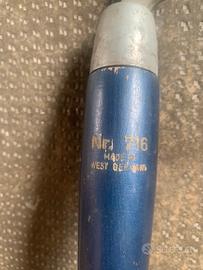 Nr. 716
MADE IN
WEST GERMANY